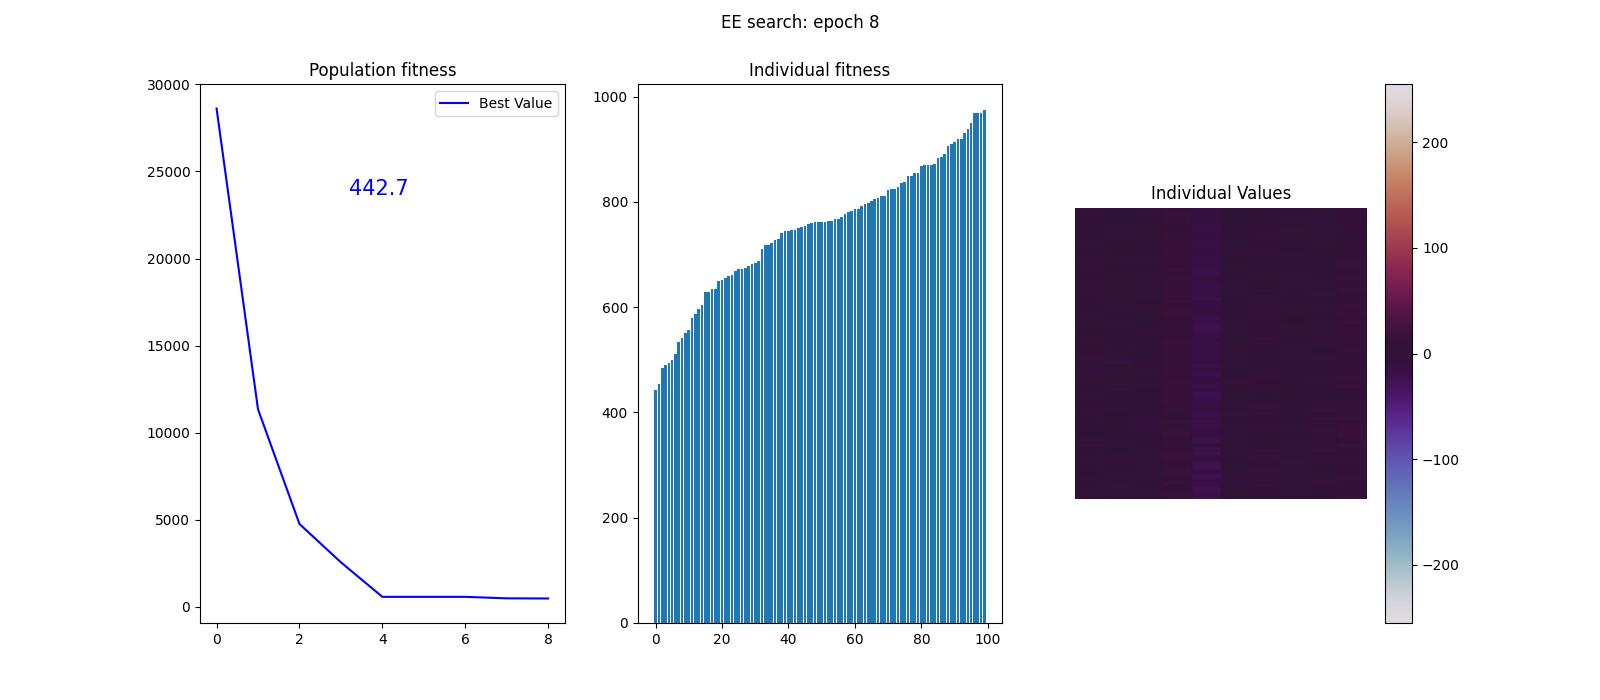 EE search: epoch 8
Population fitness
30000
25000
20000
15000
10000
5000
0
0 2 4 6 8
Best Value
442.7
Individual fitness
1000
800
600
400
200
0
0 20 40 60 80 100
Individual Values
200
100
0
−100
−200